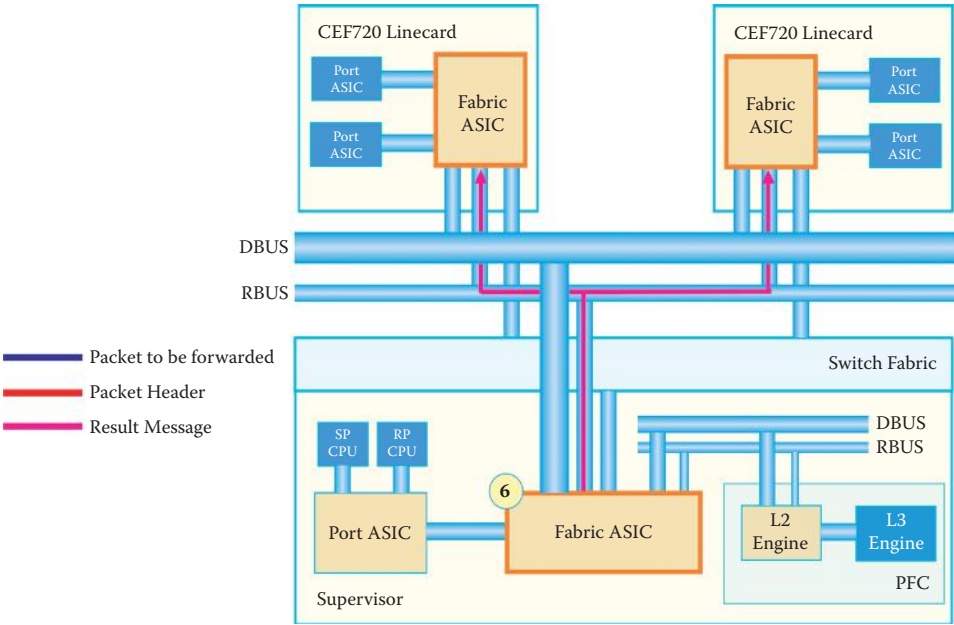 CEF720 Linecard
CEF720 Linecard
Port
ASIC
Port
ASIC
Fabric
ASIC
Fabric
ASIC
Port
ASIC
Port
ASIC
DBUS
RBUS
Packet to be forwarded
Packet Header
Result Message
Switch Fabric
SP
CPU
RP
CPU
DBUS
RBUS
6
Port ASIC
Fabric ASIC
L2
Engine
L3
Engine
PFC
Supervisor